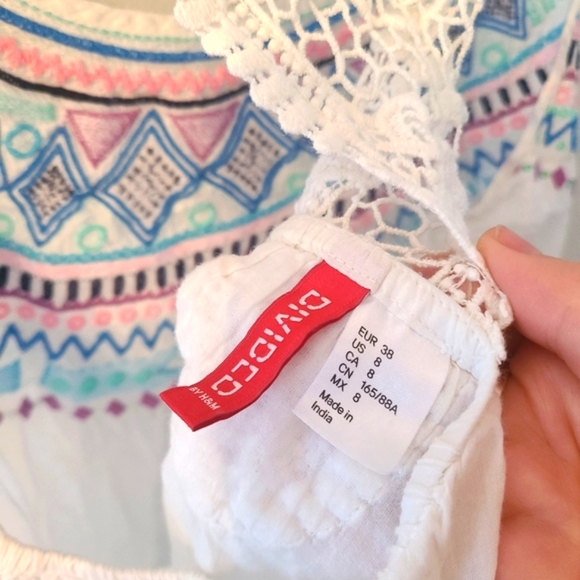 DIVIDED
BY H&M
EUR 38
US 8
CA 8
CN 165/88A
MX 8
Made in
India